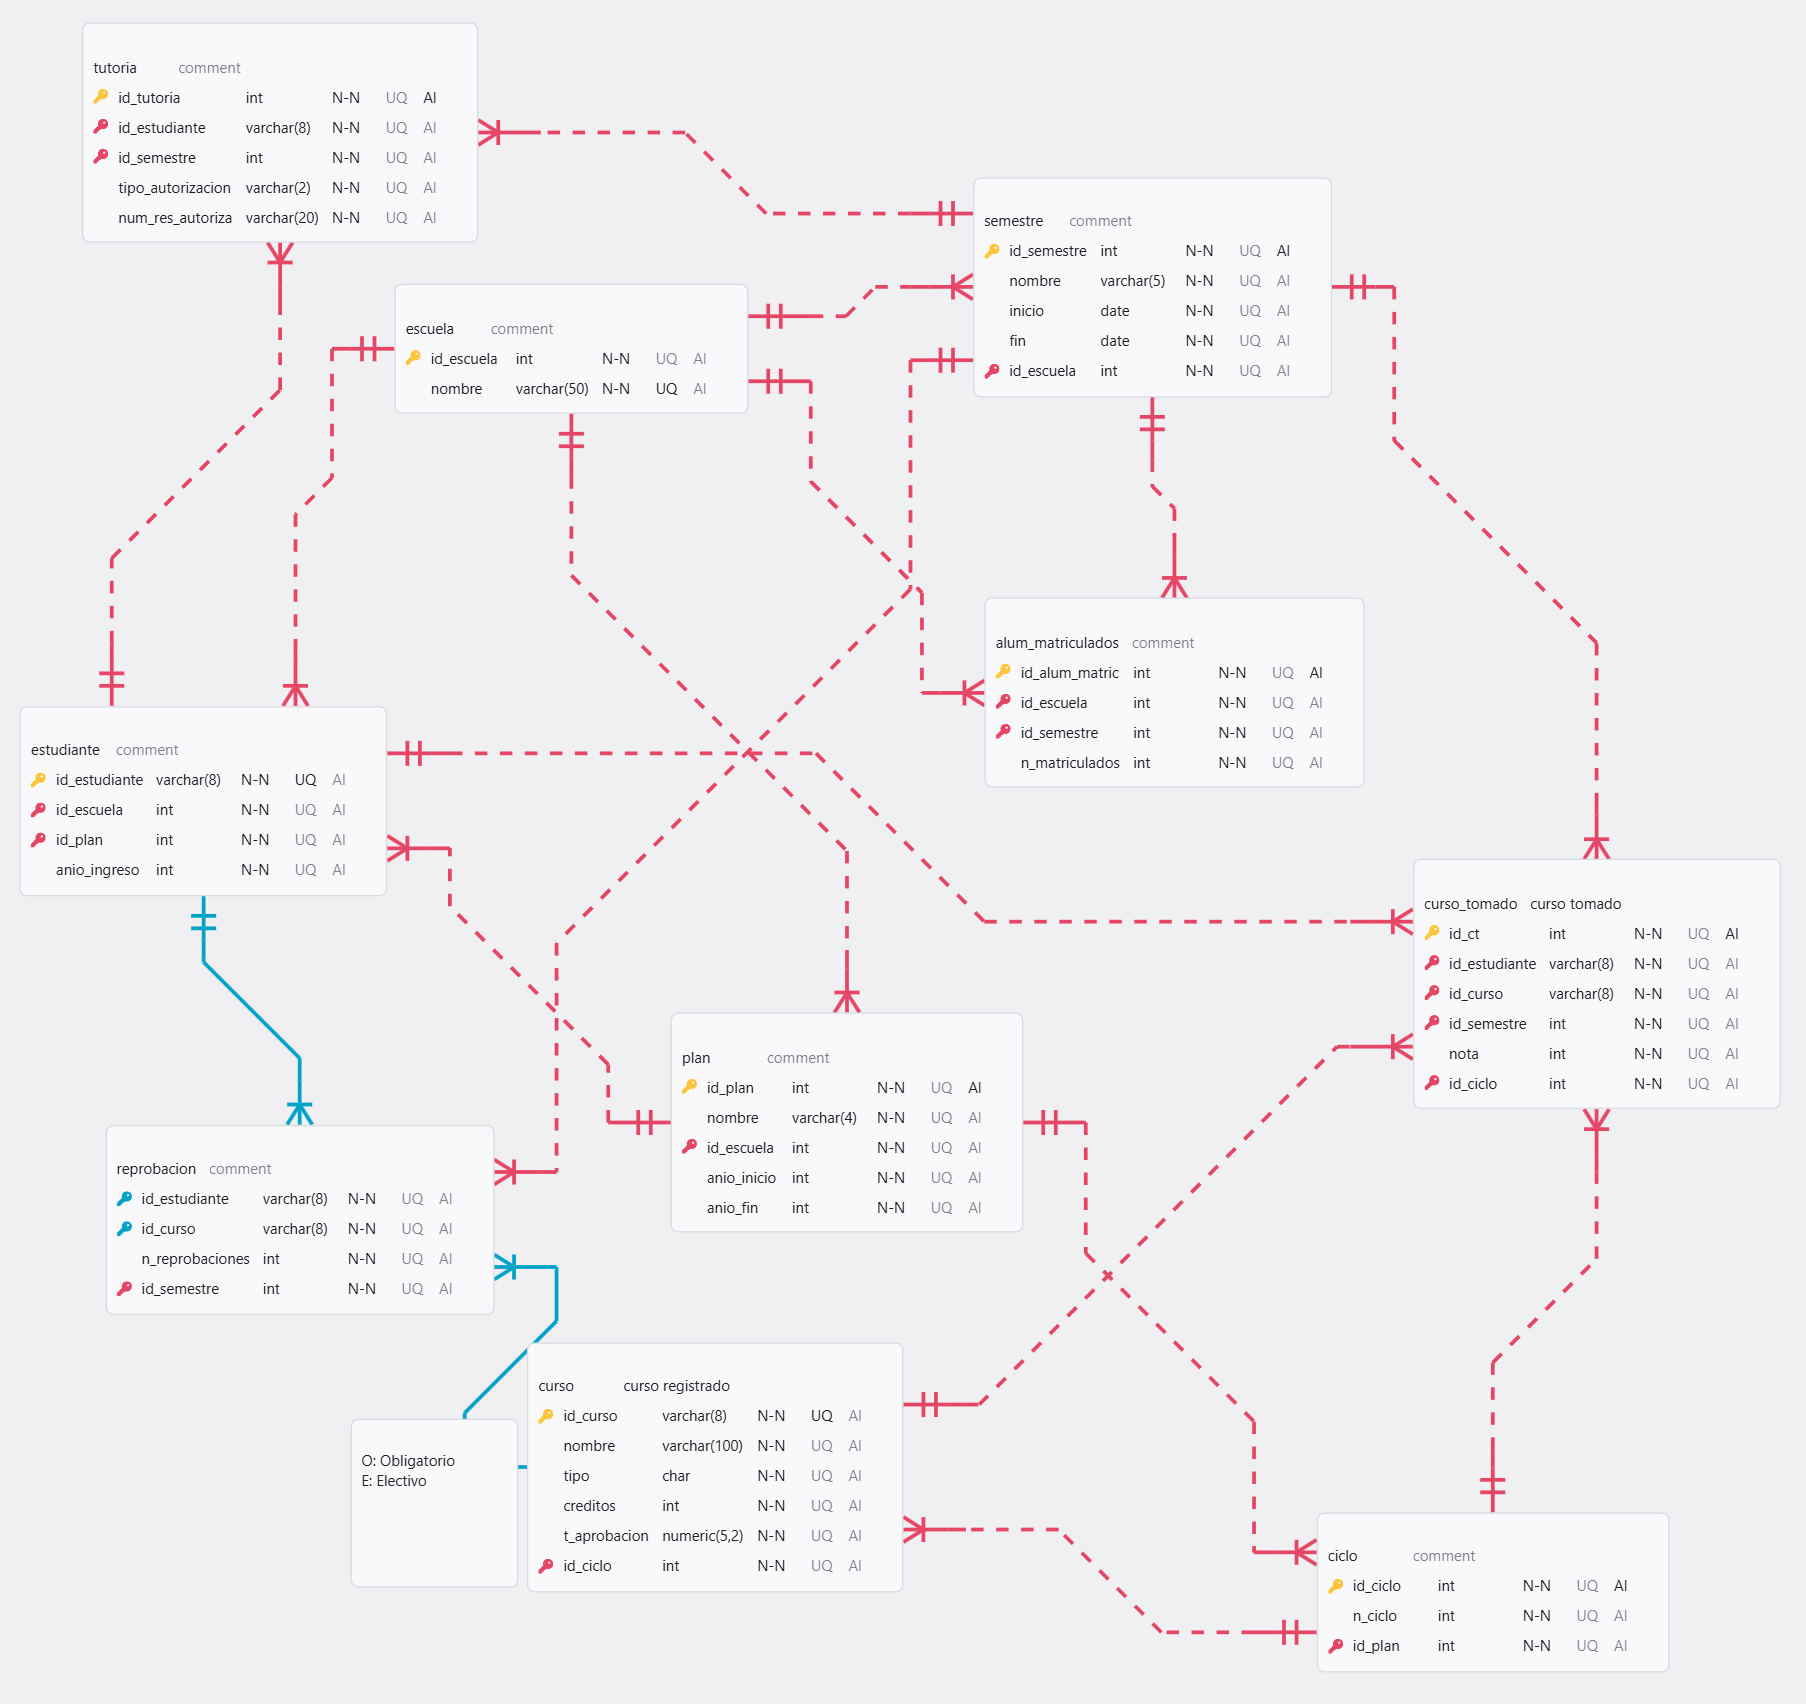 tutoria comment
id_tutoria int N-N UQ AI
id_estudiante varchar(8) N-N UQ AI
id_semestre int N-N UQ AI
tipo_autorizacion varchar(2) N-N UQ AI
num_res_autoriza varchar(20) N-N UQ AI
semestre comment
id_semestre int N-N UQ AI
nombre varchar(5) N-N UQ AI
inicio date N-N UQ AI
fin date N-N UQ AI
id_escuela int N-N UQ AI
escuela comment
id_escuela int N-N UQ AI
nombre varchar(50) N-N UQ AI
alum_matriculados comment
id_alum_matric int N-N UQ AI
id_escuela int N-N UQ AI
id_semestre int N-N UQ AI
n_matriculados int N-N UQ AI
estudiante comment
id_estudiante varchar(8) N-N UQ AI
id_escuela int N-N UQ AI
id_plan int N-N UQ AI
anio_ingreso int N-N UQ AI
curso_tomado curso tomado
id_ct int N-N UQ AI
id_estudiante varchar(8) N-N UQ AI
id_curso varchar(8) N-N UQ AI
id_semestre int N-N UQ AI
nota int N-N UQ AI
id_ciclo int N-N UQ AI
plan comment
id_plan int N-N UQ AI
nombre varchar(4) N-N UQ AI
id_escuela int N-N UQ AI
anio_inicio int N-N UQ AI
anio_fin int N-N UQ AI
reprobacion comment
id_estudiante varchar(8) N-N UQ AI
id_curso varchar(8) N-N UQ AI
n_reprobaciones int N-N UQ AI
id_semestre int N-N UQ AI
curso curso registrado
id_curso varchar(8) N-N UQ AI
nombre varchar(100) N-N UQ AI
tipo char N-N UQ AI
creditos int N-N UQ AI
t_aprobacion numeric(5,2) N-N UQ AI
id_ciclo int N-N UQ AI
O: Obligatorio
E: Electivo
ciclo comment
id_ciclo int N-N UQ AI
n_ciclo int N-N UQ AI
id_plan int N-N UQ AI